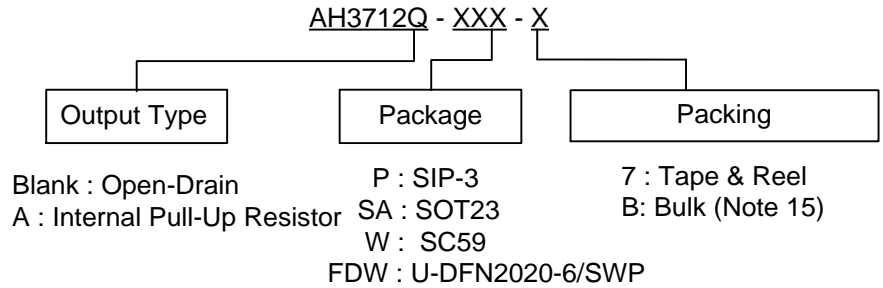 AH3712Q - XXX - X
Output Type
Package
Packing
Blank : Open-Drain
A : Internal Pull-Up Resistor
P : SIP-3
SA : SOT23
W : SC59
FDW : U-DFN2020-6/SWP
7 : Tape & Reel
B: Bulk (Note 15)